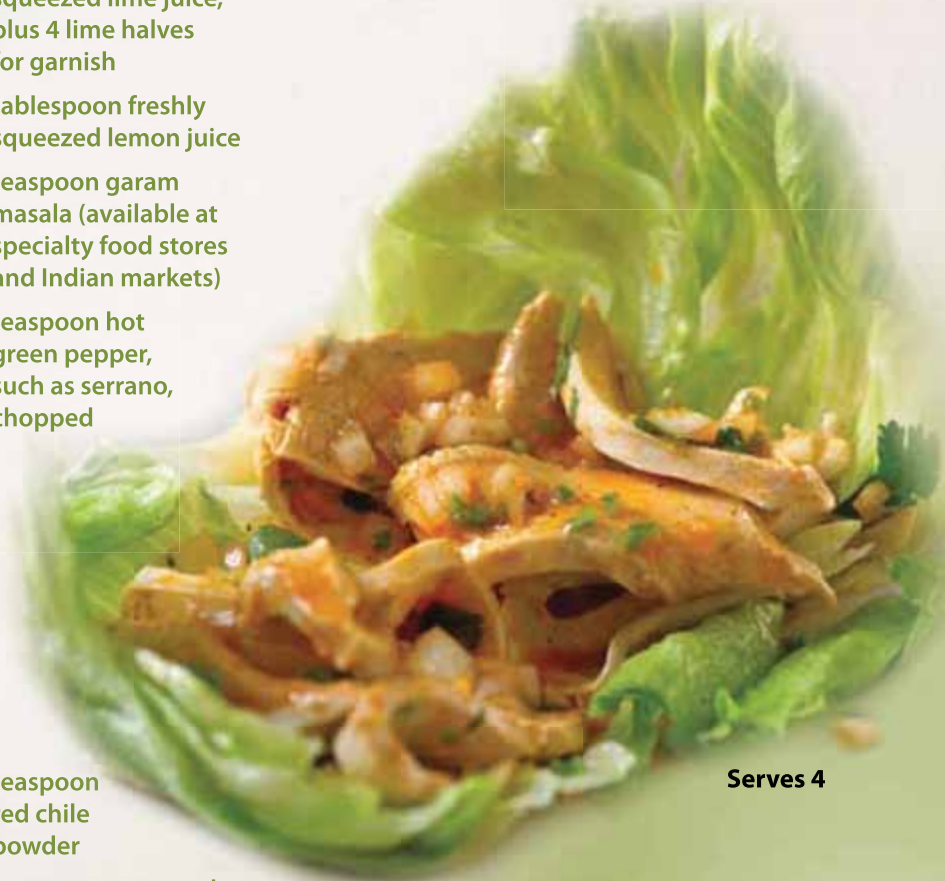 squeezed lime juice,
plus 4 lime halves
for garnish
ablespoon freshly
squeezed lemon juice
easpoon garam
masala (available at
specialty food stores
and Indian markets)
easpoon hot
green pepper,
such as serrano,
chopped
easpoon
red chile
powder
Serves 4